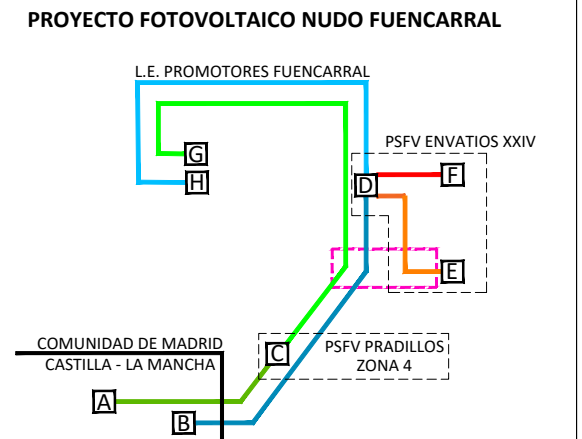 PROYECTO FOTOVOLTAICO NUDO FUENCARRAL
L.E. PROMOTORES FUENCARRAL
PSFV ENVATIOS XXIV
G
F
H
D
E
COMUNIDAD DE MADRID
C
PSFV PRADILLOS
ZONA 4
CASTILLA - LA MANCHA
A
B